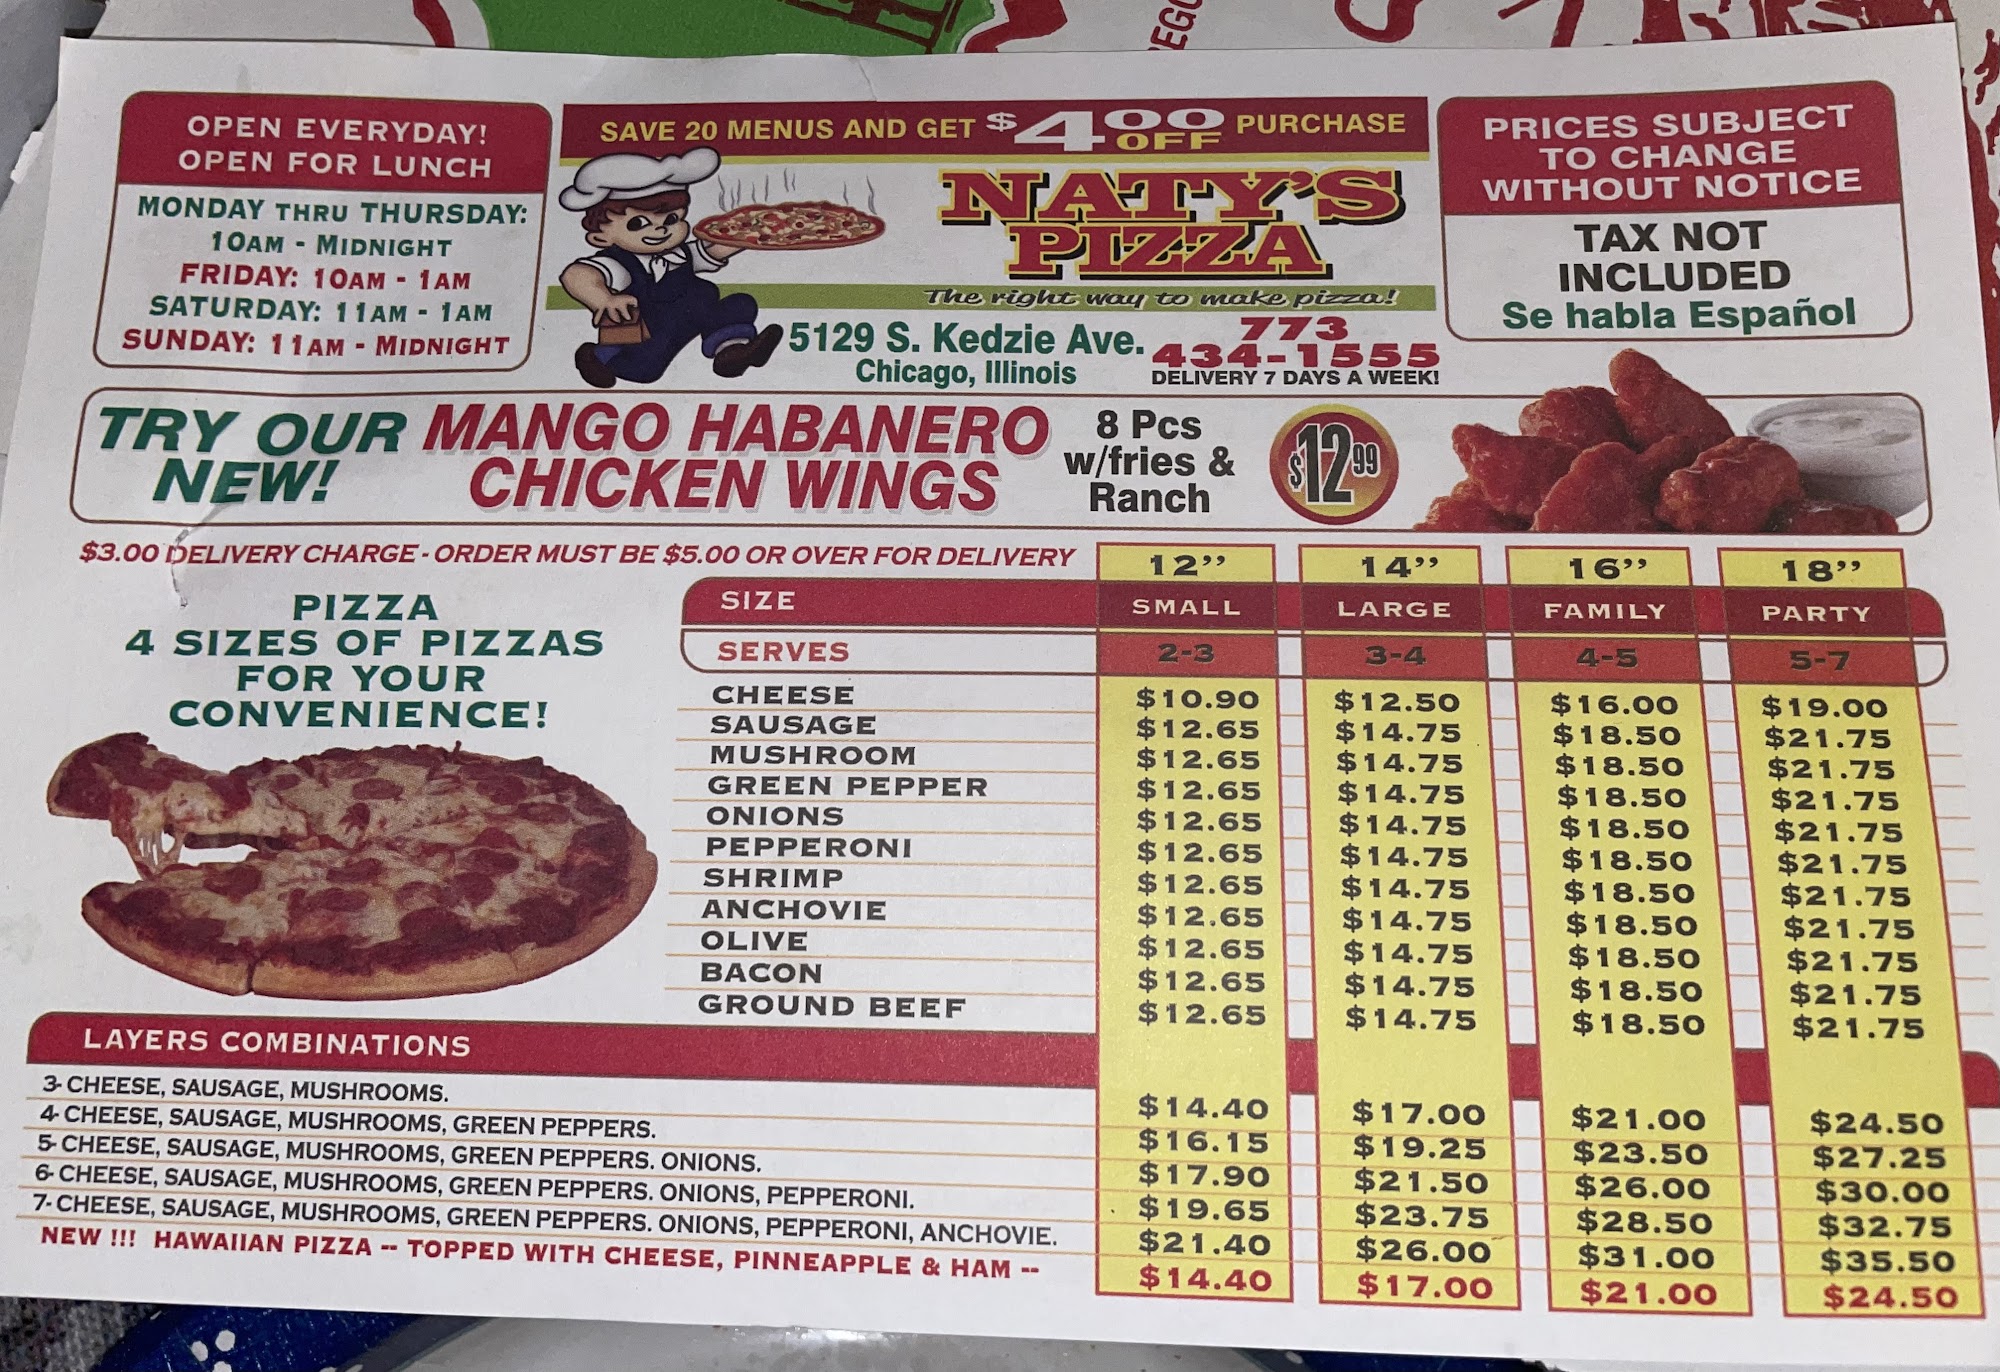 OPEN EVERYDAY!
OPEN FOR LUNCH
MONDAY THRU THURSDAY:
10AM - MIDNIGHT
FRIDAY: 10AM - 1AM
SATURDAY: 11AM - 1AM
SUNDAY: 11AM - MIDNIGHT
SAVE 20 MENUS AND GET $4.00 OFF PURCHASE
NATY'S
PIZZA
The right way to make pizza!
5129 S. Kedzie Ave.
Chicago, Illinois
773
434-1555
DELIVERY 7 DAYS A WEEK!
PRICES SUBJECT
TO CHANGE
WITHOUT NOTICE
TAX NOT
INCLUDED
Se habla Español
TRY OUR
NEW!
MANGO HABANERO
CHICKEN WINGS
8 Pcs
w/fries &
Ranch
$12.99
$3.00 DELIVERY CHARGE - ORDER MUST BE $5.00 OR OVER FOR DELIVERY
PIZZA
4 SIZES OF PIZZAS
FOR YOUR
CONVENIENCE!
12" 14" 16" 18"
SIZE SMALL LARGE FAMILY PARTY
SERVES 2-3 3-4 4-5 5-7
CHEESE $10.90 $12.50 $16.00 $19.00
SAUSAGE $12.65 $14.75 $18.50 $21.75
MUSHROOM $12.65 $14.75 $18.50 $21.75
GREEN PEPPER $12.65 $14.75 $18.50 $21.75
ONIONS $12.65 $14.75 $18.50 $21.75
PEPPERONI $12.65 $14.75 $18.50 $21.75
SHRIMP $12.65 $14.75 $18.50 $21.75
ANCHOVIE $12.65 $14.75 $18.50 $21.75
OLIVE $12.65 $14.75 $18.50 $21.75
BACON $12.65 $14.75 $18.50 $21.75
GROUND BEEF $12.65 $14.75 $18.50 $21.75
LAYERS COMBINATIONS
3- CHEESE, SAUSAGE, MUSHROOMS. $14.40 $17.00 $21.00 $24.50
4- CHEESE, SAUSAGE, MUSHROOMS, GREEN PEPPERS. $16.15 $19.25 $23.50 $27.25
5- CHEESE, SAUSAGE, MUSHROOMS, GREEN PEPPERS. ONIONS. $17.90 $21.50 $26.00 $30.00
6- CHEESE, SAUSAGE, MUSHROOMS, GREEN PEPPERS. ONIONS, PEPPERONI. $19.65 $23.75 $28.50 $32.75
7- CHEESE, SAUSAGE, MUSHROOMS, GREEN PEPPERS. ONIONS, PEPPERONI, ANCHOVIE. $21.40 $26.00 $31.00 $35.50
NEW !!! HAWAIIAN PIZZA -- TOPPED WITH CHEESE, PINNEAPPLE & HAM -- $14.40 $17.00 $21.00 $24.50